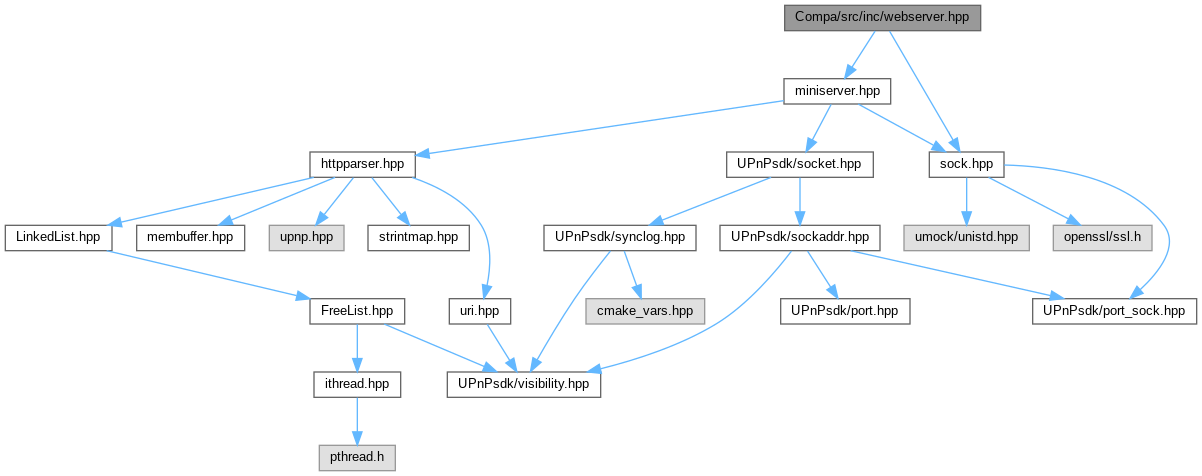 Compa/src/inc/webserver.hpp
miniserver.hpp
httpparser.hpp
UPnPsdk/socket.hpp
sock.hpp
LinkedList.hpp
membuffer.hpp
upnp.hpp
strintmap.hpp
UPnPsdk/synclog.hpp
UPnPsdk/sockaddr.hpp
umock/unistd.hpp
openssl/ssl.h
FreeList.hpp
uri.hpp
cmake_vars.hpp
UPnPsdk/port.hpp
UPnPsdk/port_sock.hpp
ithread.hpp
UPnPsdk/visibility.hpp
pthread.h